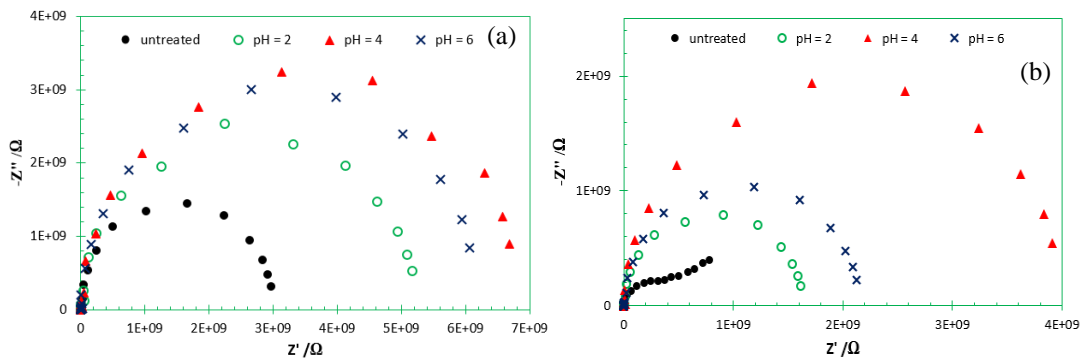 4E+09
3E+09
2E+09
1E+09
0
-Z'' /Ω
untreated pH = 2 pH = 4 pH = 6 (a)
0 1E+09 2E+09 3E+09 4E+09 5E+09 6E+09 7E+09
Z' /Ω
2E+09
1E+09
0
-Z'' /Ω
untreated pH = 2 pH = 4 pH = 6
(b)
0 1E+09 2E+09 3E+09 4E+09
Z' /Ω